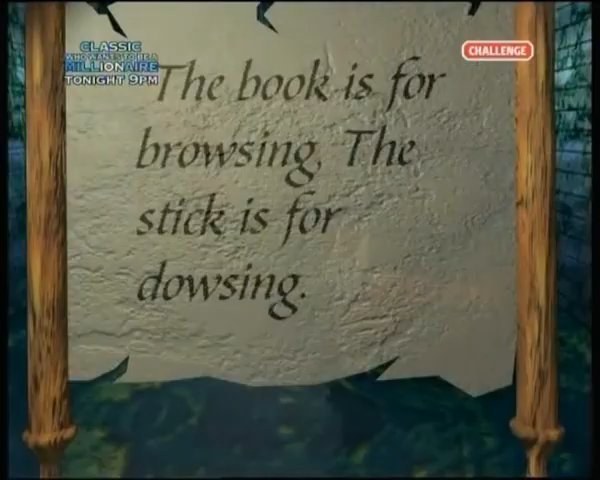 CLASSIC
WHO WANTS TO BE A
MILLIONAIRE
TONIGHT 9PM
CHALLENGE
The book is for
browsing. The
stick is for
dowsing.